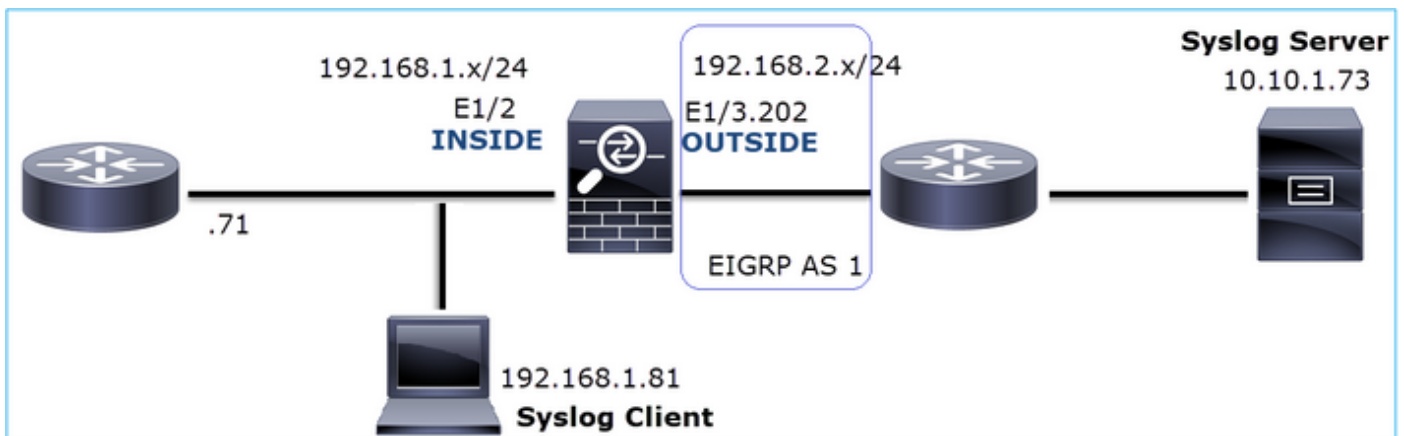 Syslog Server
10.10.1.73
192.168.1.x/24
192.168.2.x/24
E1/2
E1/3.202
INSIDE
OUTSIDE
.71
EIGRP AS 1
192.168.1.81
Syslog Client